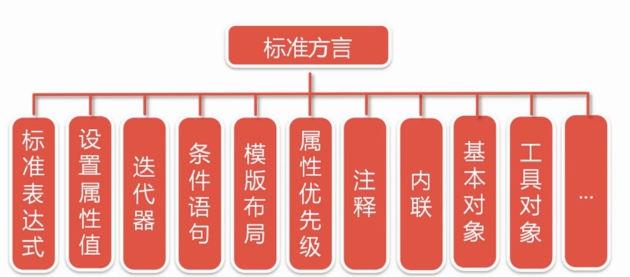 标准方言
标准表达式
设置属性值
迭代器
条件语句
模版布局
属性优先级
注释
内联
基本对象
工具对象
...